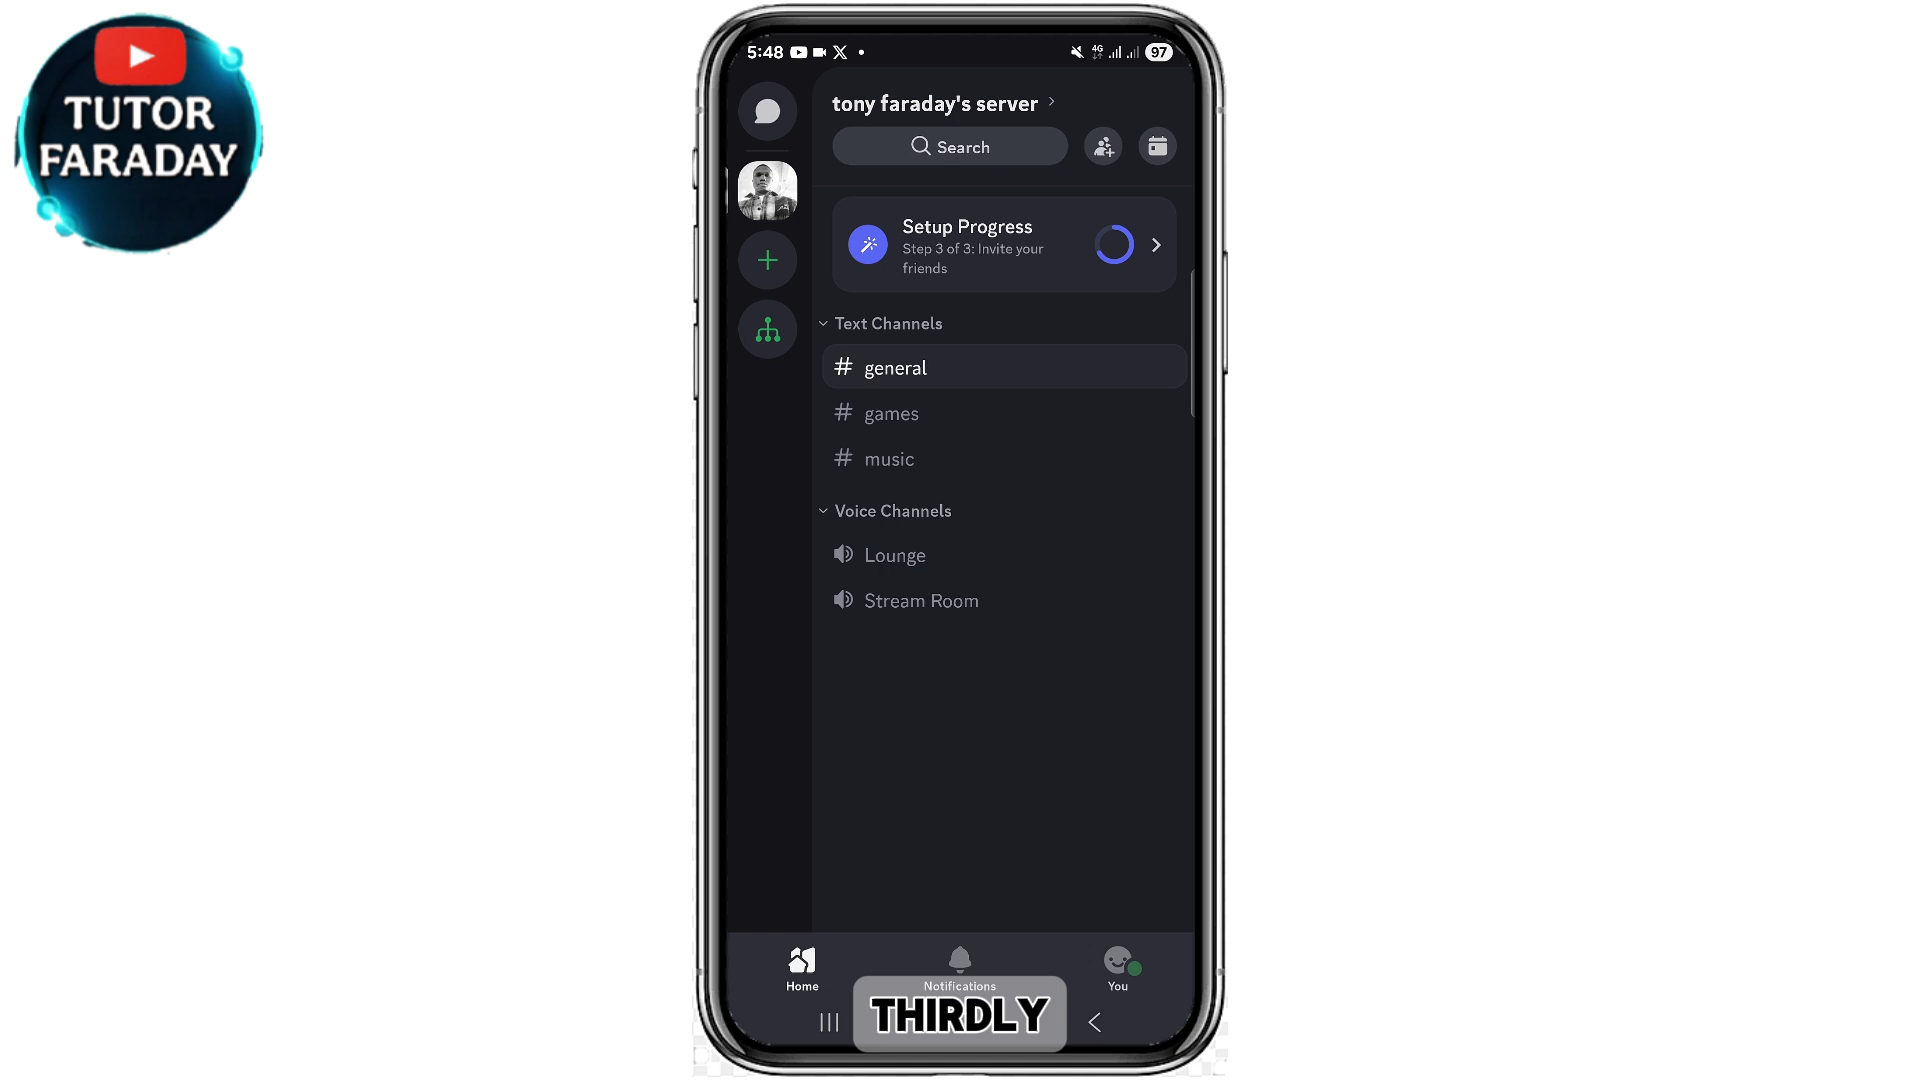 TUTOR
FARADAY
5:48
4G
97
tony faraday's server
Search
Setup Progress
Step 3 of 3: Invite your
friends
Text Channels
# general
# games
# music
Voice Channels
Lounge
Stream Room
Home
Notifications
You
THIRDLY